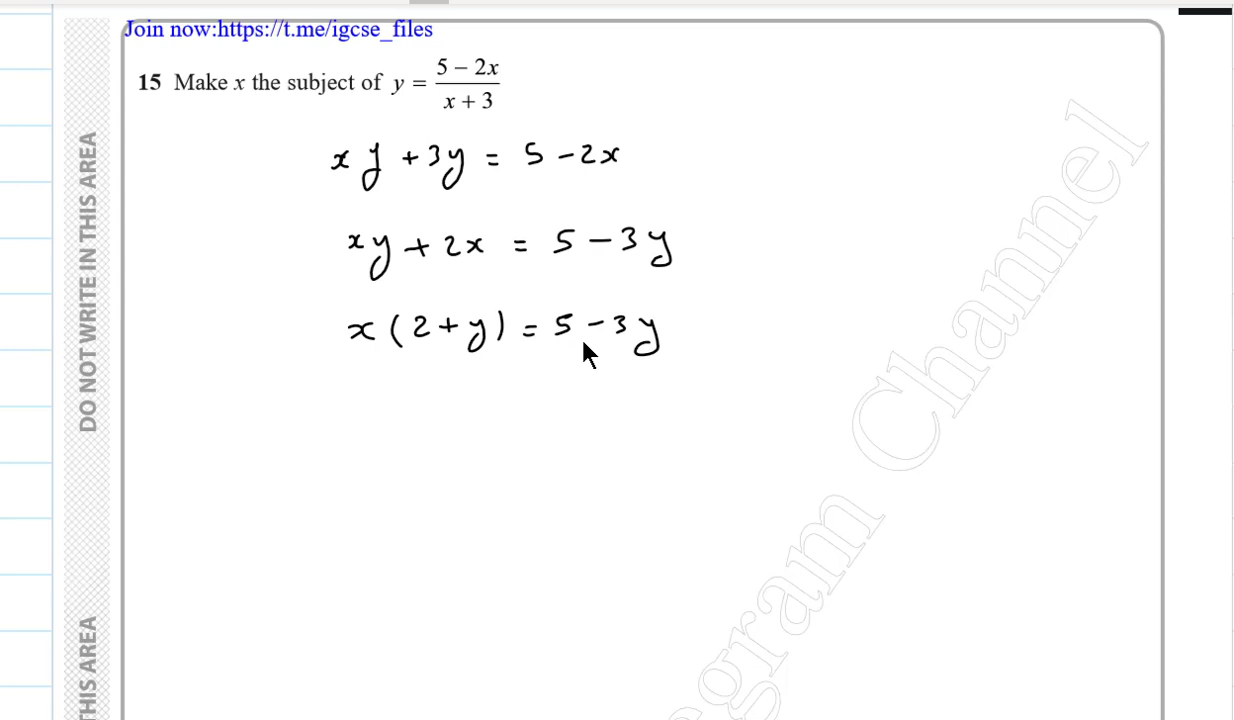 Join now:https://t.me/igcse_files
15 Make x the subject of y = (5 − 2x)/(x + 3)
xy + 3y = 5 - 2x
xy + 2x = 5 - 3y
x(2+y) = 5 - 3y
DO NOT WRITE IN THIS AREA
THIS AREA
gram Channel